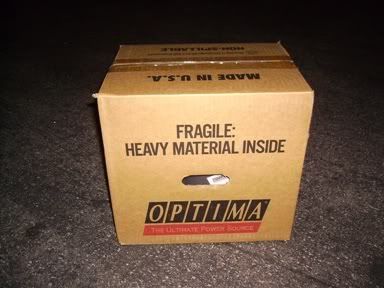 NON-SPILLABLE
MADE IN U.S.A.
FRAGILE:
HEAVY MATERIAL INSIDE
OPTIMA
THE ULTIMATE POWER SOURCE